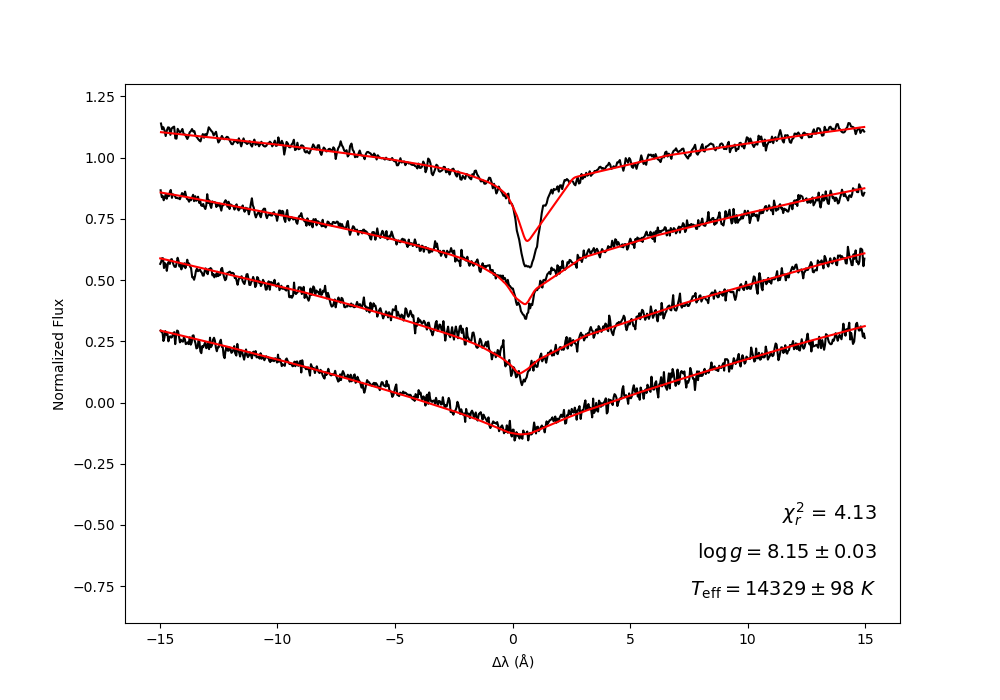 1.25
1.00
0.75
0.50
0.25
0.00
−0.25
−0.50
−0.75
Normalized Flux
χ²ᵣ = 4.13
log g = 8.15 ± 0.03
T_eff = 14329 ± 98 K
−15 −10 −5 0 5 10 15
Δλ (Å)